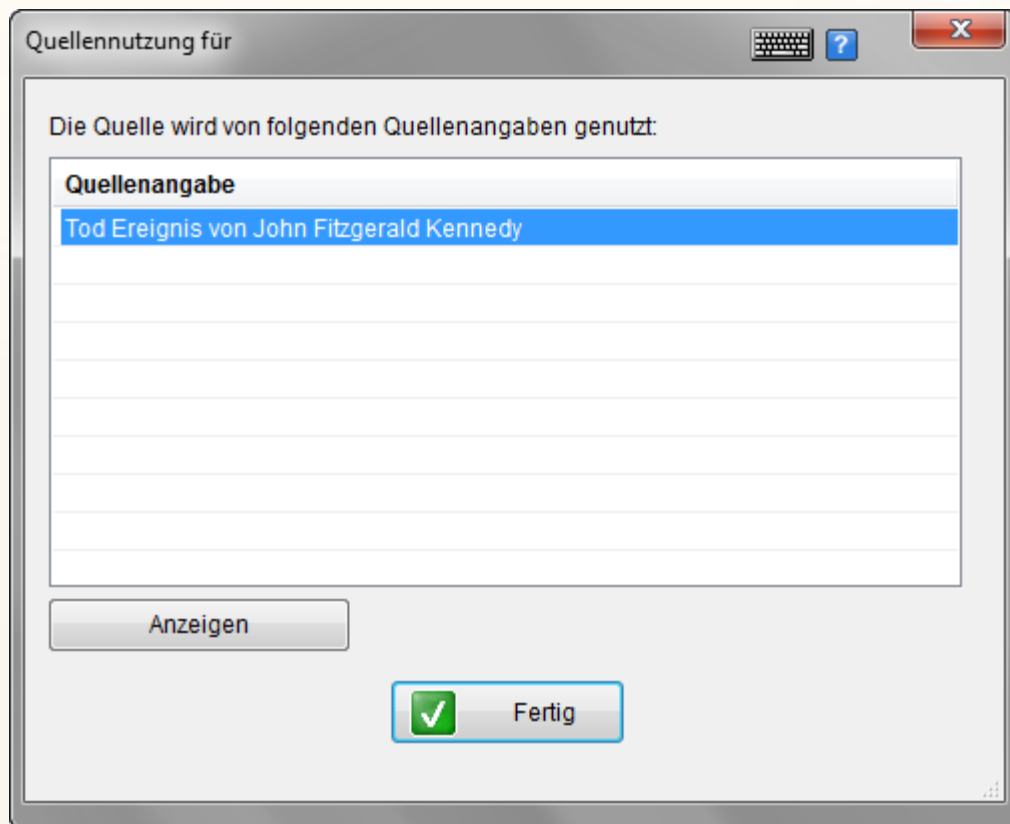 Quellennutzung für
?
X
Die Quelle wird von folgenden Quellenangaben genutzt:
Quellenangabe
Tod Ereignis von John Fitzgerald Kennedy
Anzeigen
Fertig